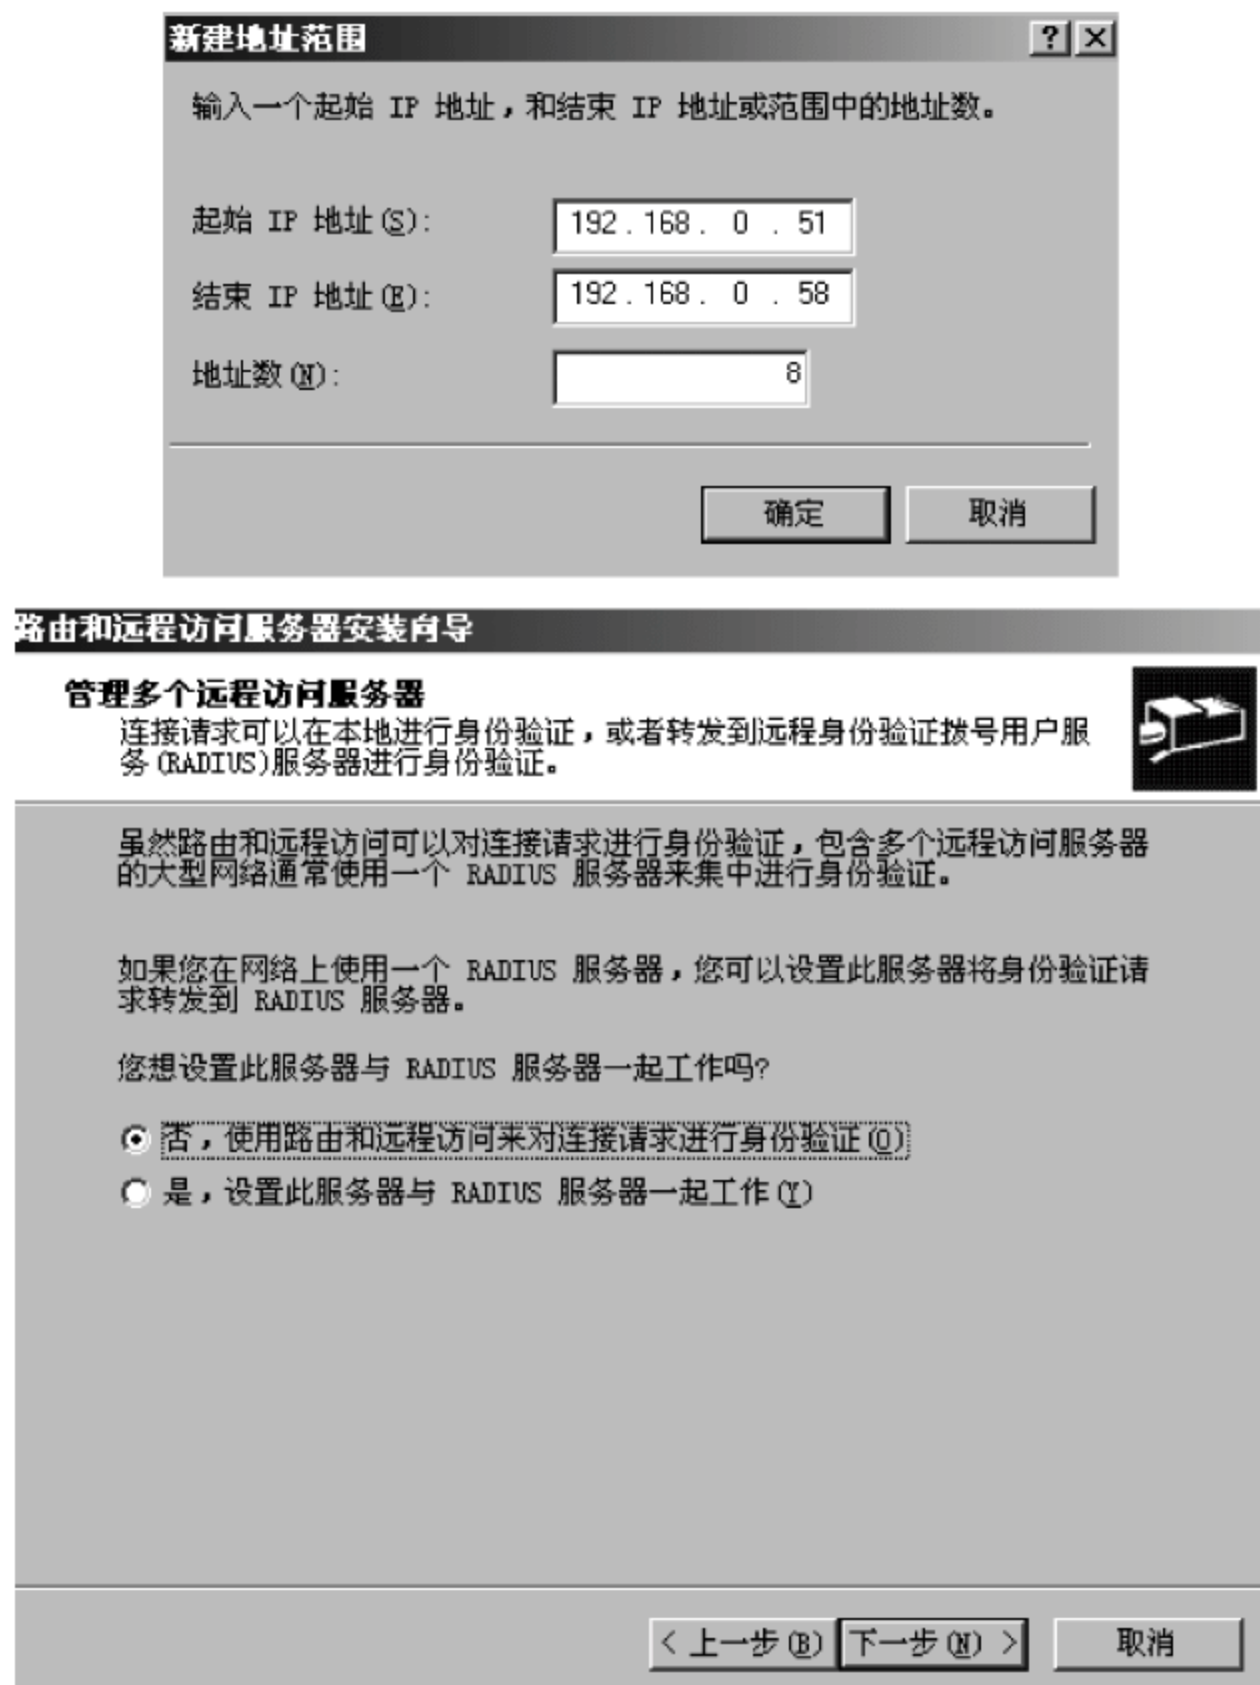 新建地址范围
输入一个起始 IP 地址，和结束 IP 地址或范围中的地址数。
起始 IP 地址(S): 192.168. 0 . 51
结束 IP 地址(E): 192.168. 0 . 58
地址数(N): 8
确定 取消
路由和远程访问服务器安装向导
管理多个远程访问服务器
连接请求可以在本地进行身份验证，或者转发到远程身份验证拨号用户服
务(RADIUS)服务器进行身份验证。
虽然路由和远程访问可以对连接请求进行身份验证，包含多个远程访问服务器
的大型网络通常使用一个 RADIUS 服务器来集中进行身份验证。
如果您在网络上使用一个 RADIUS 服务器，您可以设置此服务器将身份验证请
求转发到 RADIUS 服务器。
您想设置此服务器与 RADIUS 服务器一起工作吗?
否，使用路由和远程访问来对连接请求进行身份验证(O)
是，设置此服务器与 RADIUS 服务器一起工作(Y)
< 上一步(B) 下一步(N) > 取消